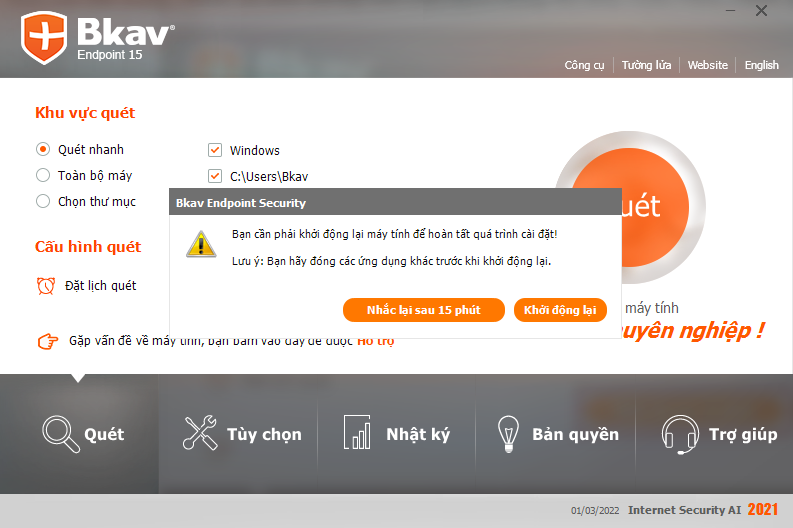 Bkav®
Endpoint 15
Công cụ
Tường lửa
Website
English
Khu vực quét
Quét nhanh
Windows
Toàn bộ máy
C:\Users\Bkav
Chọn thư mục
Bkav Endpoint Security
Bạn cần phải khởi động lại máy tính để hoàn tất quá trình cài đặt!
Lưu ý: Bạn hãy đóng các ứng dụng khác trước khi khởi động lại.
Nhắc lại sau 15 phút
Khởi động lại
Cấu hình quét
Đặt lịch quét
máy tính
Gặp vấn đề về máy tính, bạn bấm vào đây để được Hỗ trợ
nghiệp !
Quét
Tùy chọn
Nhật ký
Bản quyền
Trợ giúp
01/03/2022 Internet Security AI 2021